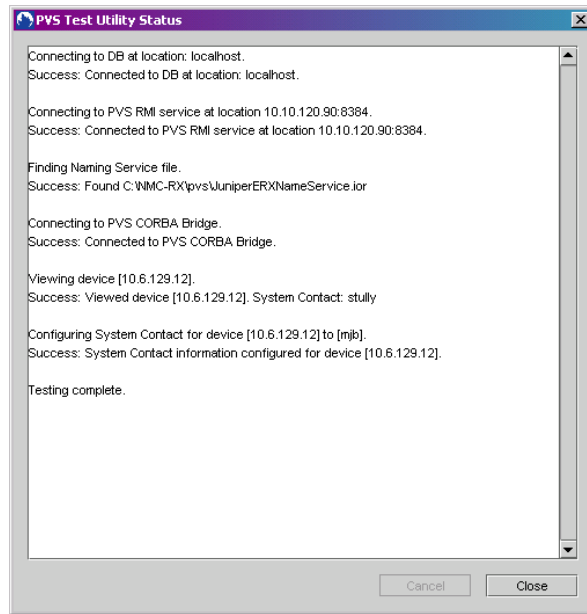 PVS Test Utility Status
Connecting to DB at location: localhost.
Success: Connected to DB at location: localhost.
Connecting to PVS RMI service at location 10.10.120.90:8384.
Success: Connected to PVS RMI service at location 10.10.120.90:8384.
Finding Naming Service file.
Success: Found C:\NMC-RX\pvs\JuniperERXNameService.ior
Connecting to PVS CORBA Bridge.
Success: Connected to PVS CORBA Bridge.
Viewing device [10.6.129.12].
Success: Viewed device [10.6.129.12]. System Contact: stully
Configuring System Contact for device [10.6.129.12] to [mjb].
Success: System Contact information configured for device [10.6.129.12].
Testing complete.
Cancel Close